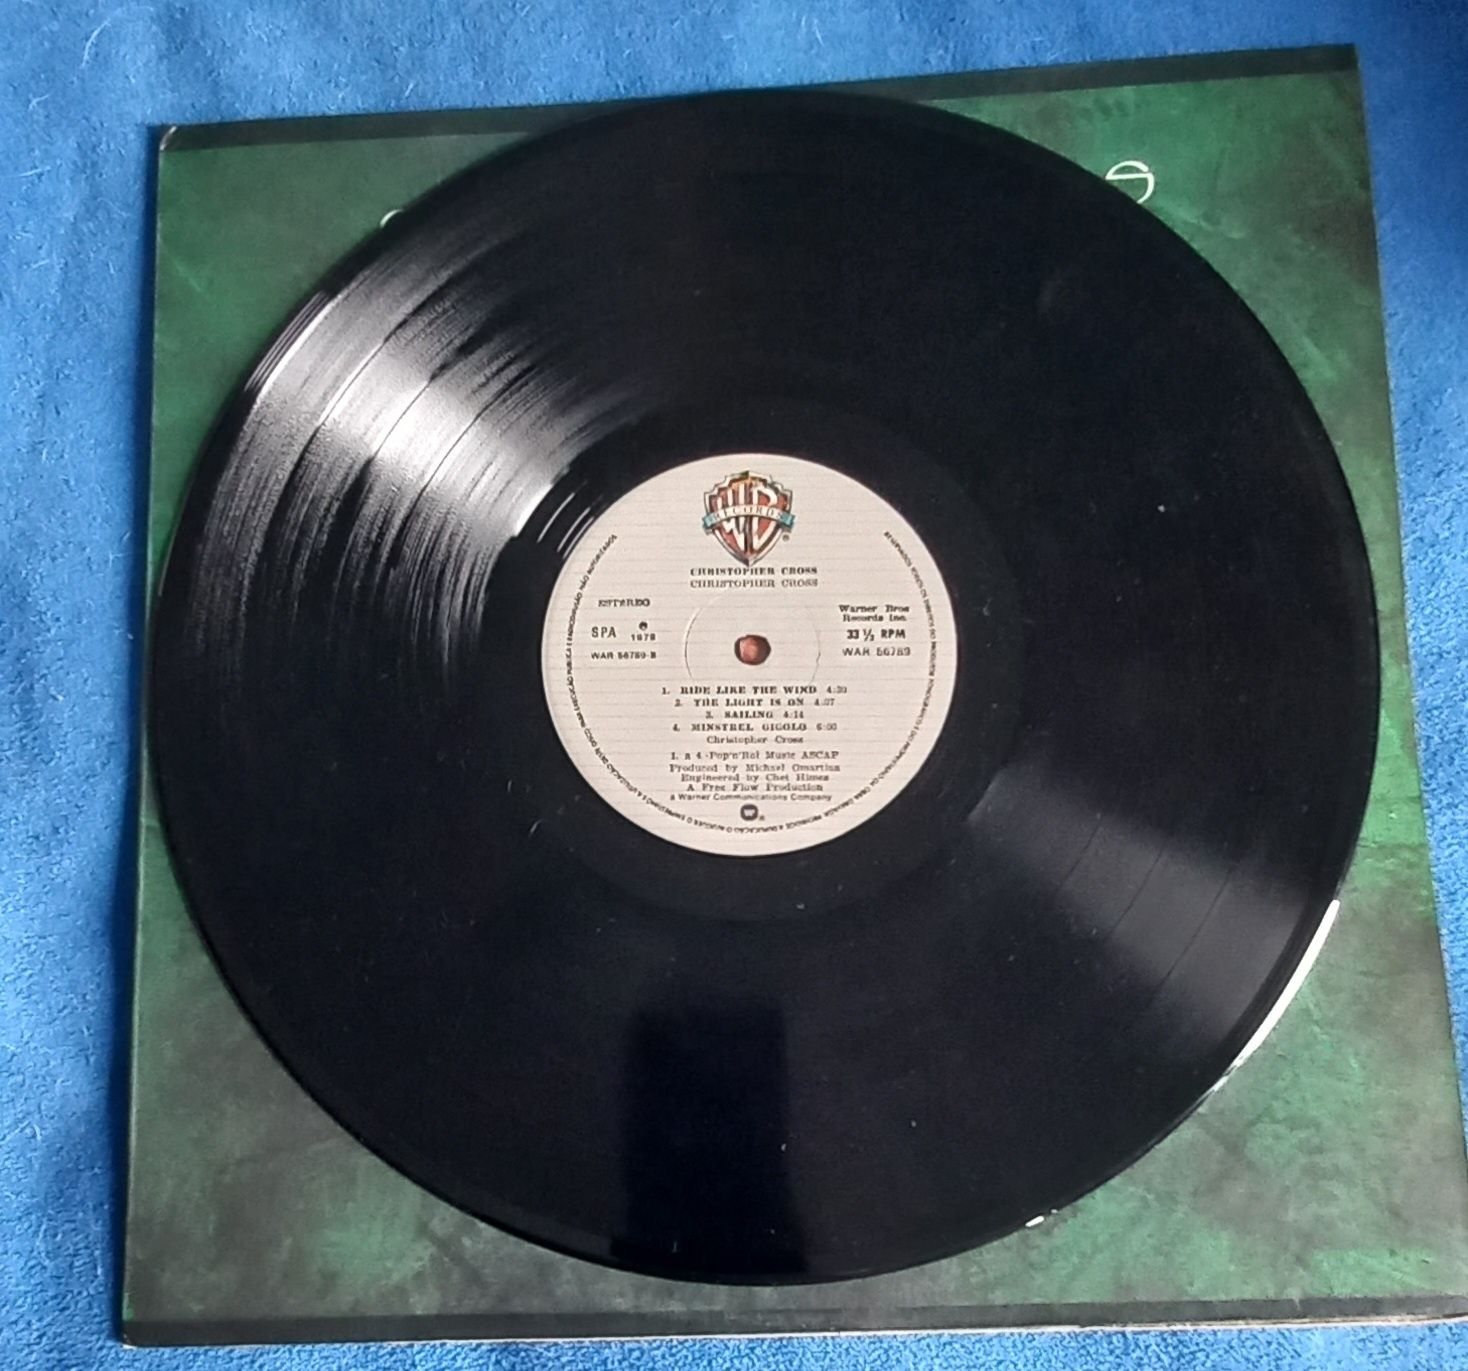 S
WB
RECORDS
®
CHRISTOPHER CROSS
CHRISTOPHER CROSS
ESTÉREO
SPA ℗ 1979
WAR 56789-B
Warner Bros
Records Inc.
33 ⅓ RPM
WAR 56789
1. RIDE LIKE THE WIND 4:30
2. THE LIGHT IS ON 4:07
3. SAILING 4:14
4. MINSTREL GIGOLO 6:00
Christopher Cross
1. a 4 -Pop'n'Rol Music ASCAP
Produced by Michael Omartian
Engineered by Chet Himes
A Free Flow Production
a Warner Communications Company